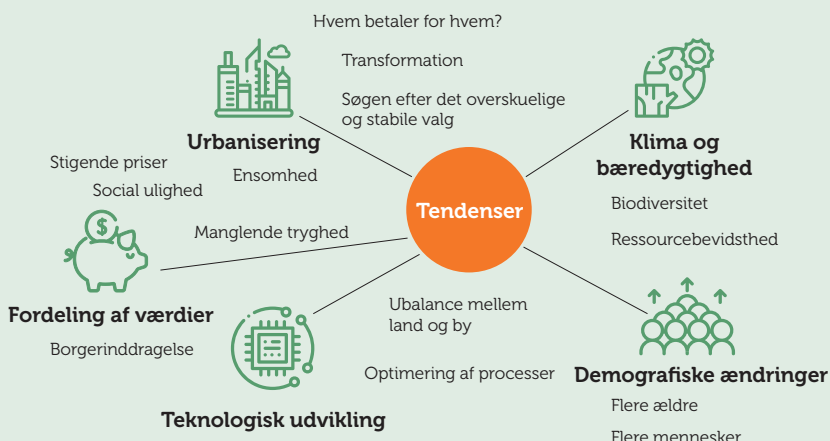 Hvem betaler for hvem?
Transformation
Søgen efter det overskuelige
og stabile valg
Urbanisering
Ensomhed
Klima og
bæredygtighed
Biodiversitet
Ressourcebevidsthed
Stigende priser
Social ulighed
$
Manglende tryghed
Tendenser
Fordeling af værdier
Borgerinddragelse
Ubalance mellem
land og by
Optimering af processer
Teknologisk udvikling
Demografiske ændringer
Flere ældre
Flere mennesker